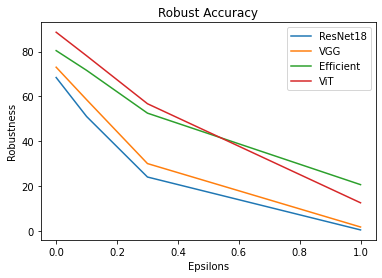 Robust Accuracy
ResNet18
VGG
Efficient
ViT
Robustness
80
60
40
20
0
0.0 0.2 0.4 0.6 0.8 1.0
Epsilons